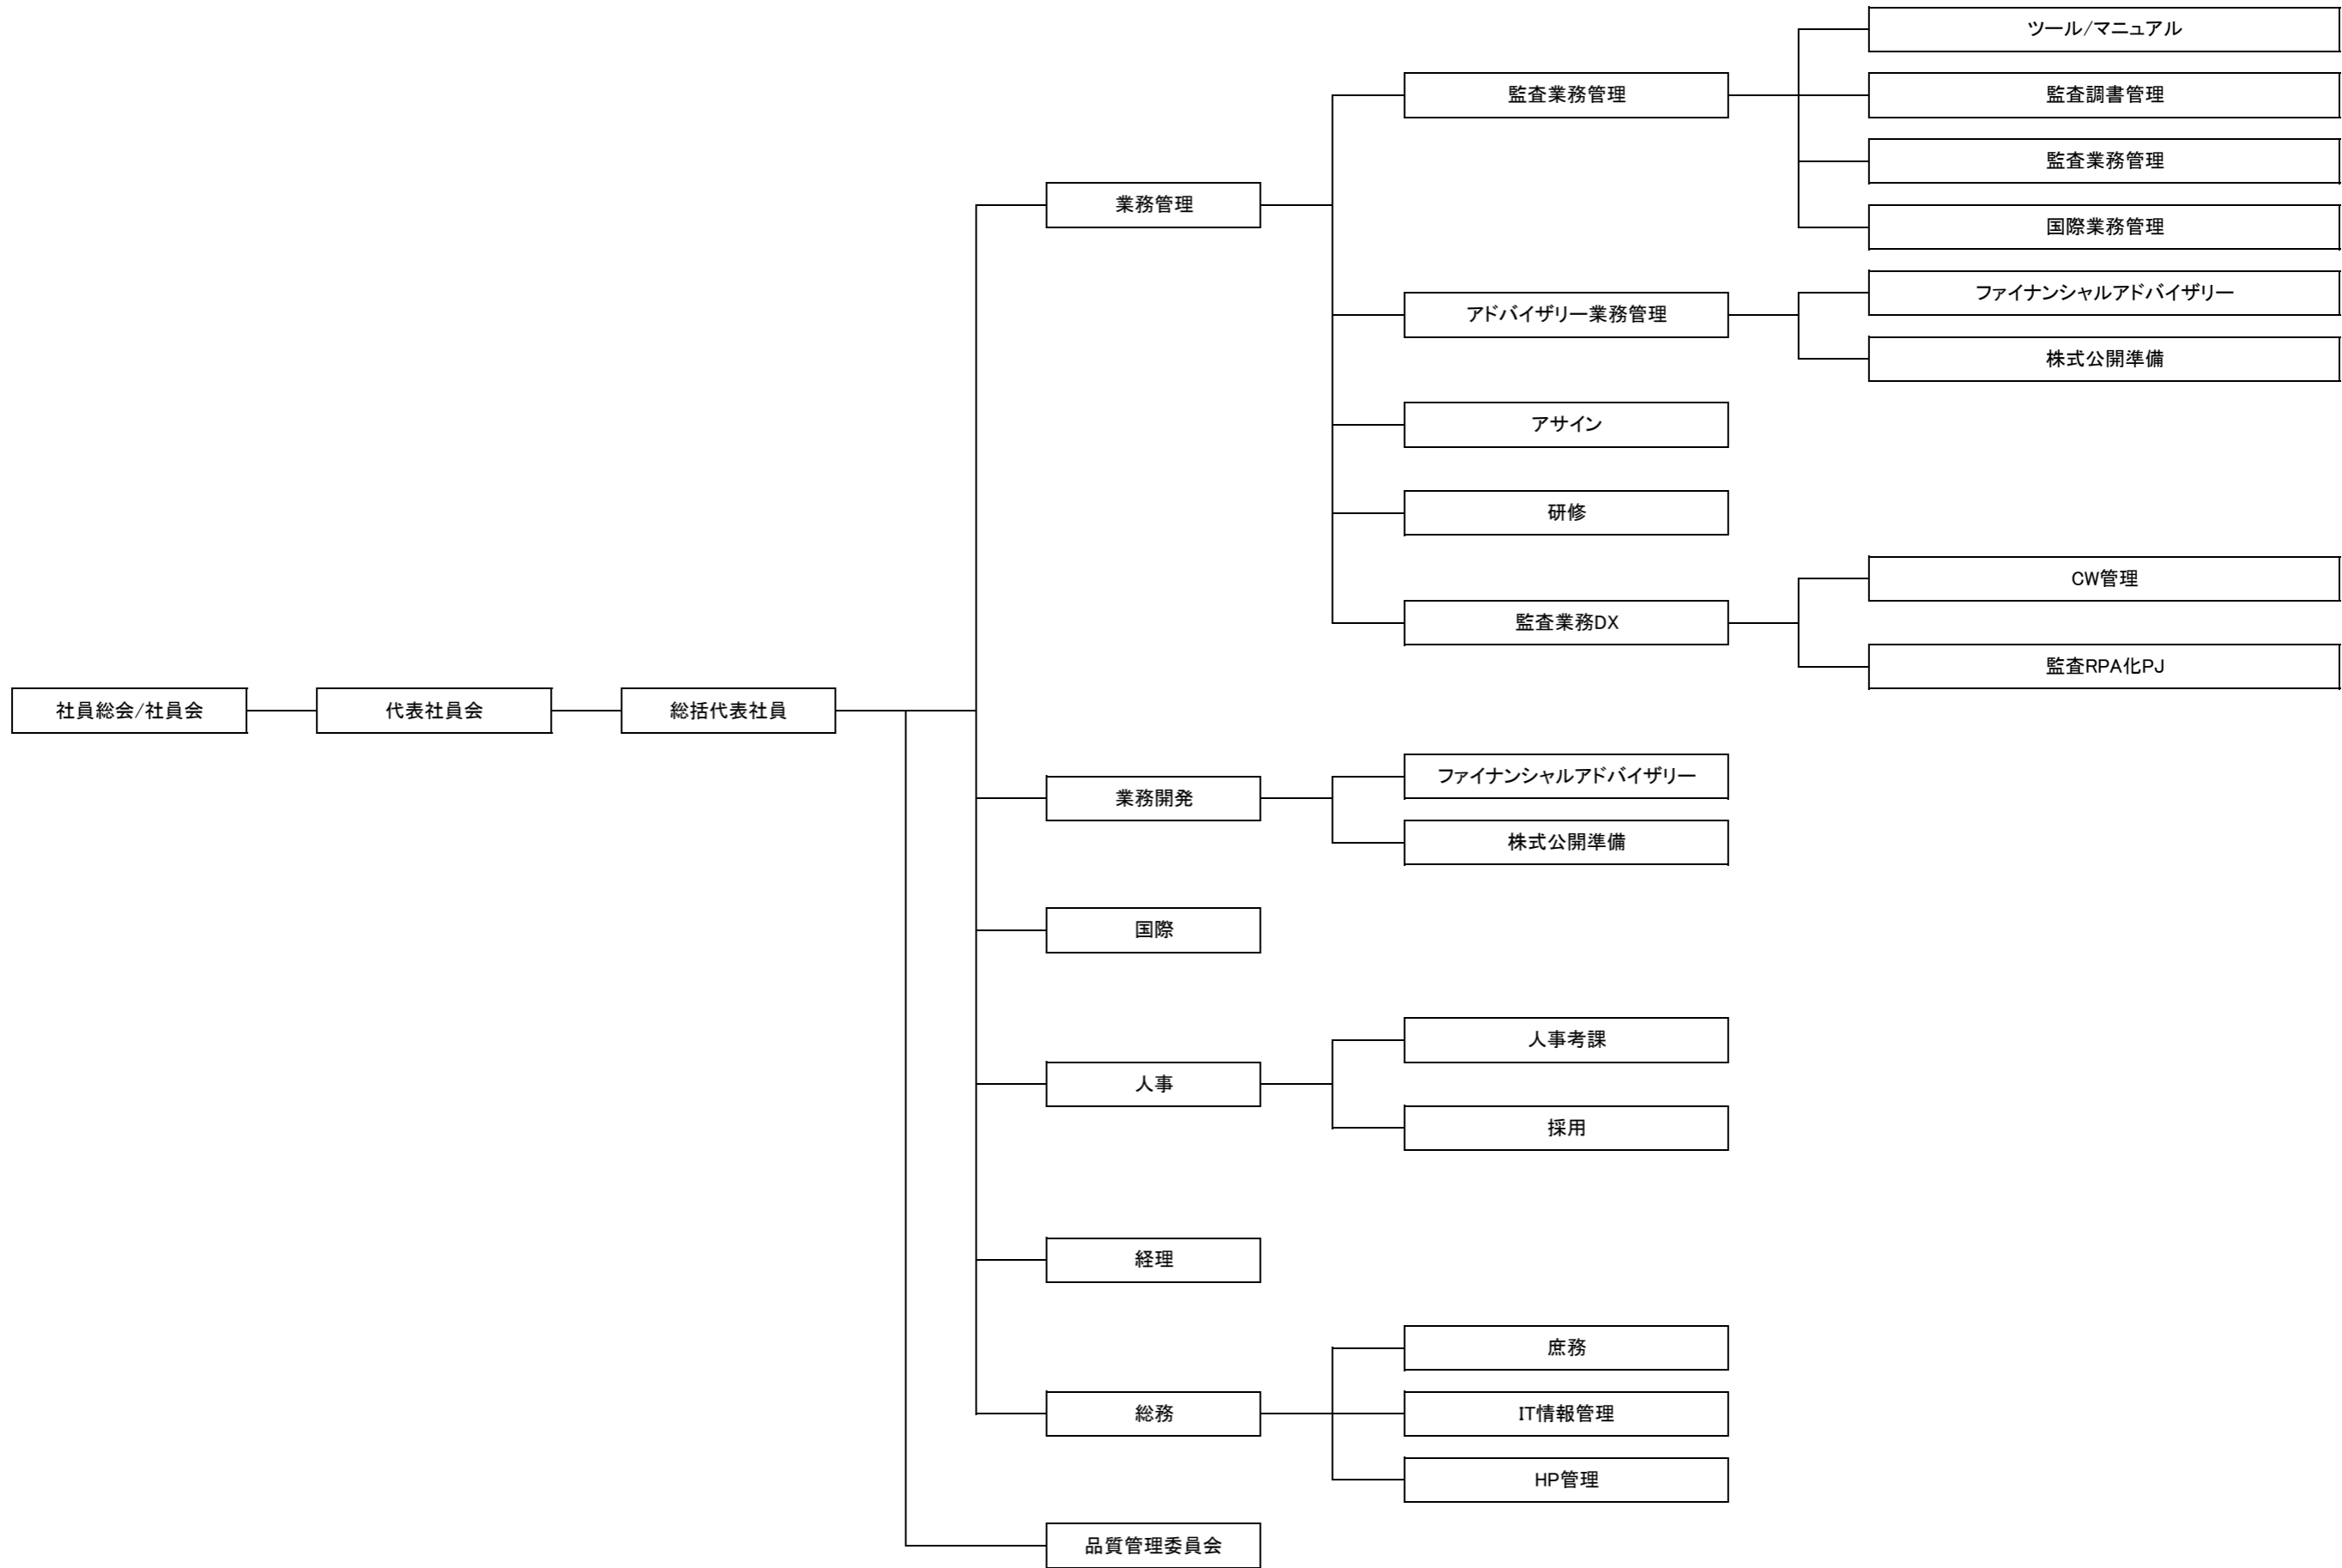 ツール/マニュアル
監査業務管理
監査調書管理
監査業務管理
業務管理
国際業務管理
ファイナンシャルアドバイザリー
アドバイザリー業務管理
株式公開準備
アサイン
研修
CW管理
監査業務DX
監査RPA化PJ
社員総会/社員会
代表社員会
総括代表社員
ファイナンシャルアドバイザリー
業務開発
株式公開準備
国際
人事考課
人事
採用
経理
庶務
総務
IT情報管理
HP管理
品質管理委員会